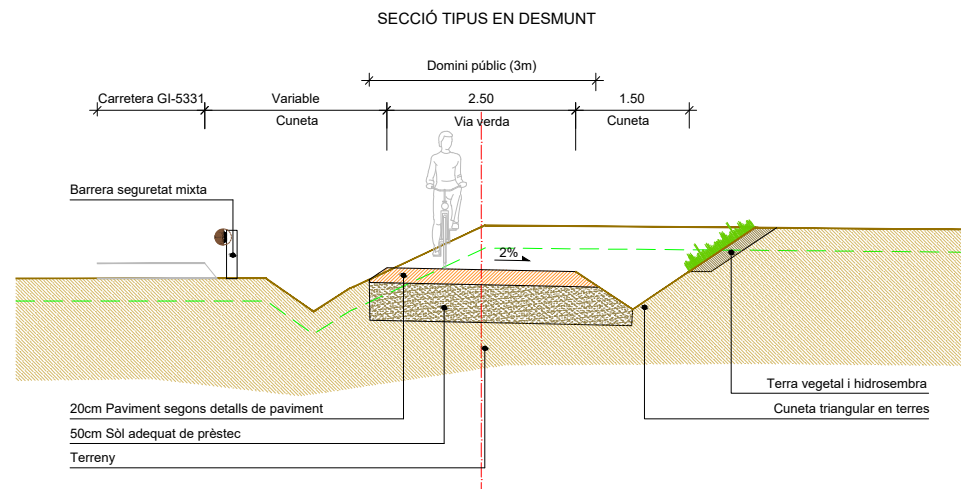 SECCIÓ TIPUS EN DESMUNT
Domini públic (3m)
Carretera GI-5331
Variable
2.50
1.50
Cuneta
Via verda
Cuneta
Barrera seguretat mixta
2%
Terra vegetal i hidrosembra
20cm Paviment segons detalls de paviment
Cuneta triangular en terres
50cm Sòl adequat de prèstec
Terreny